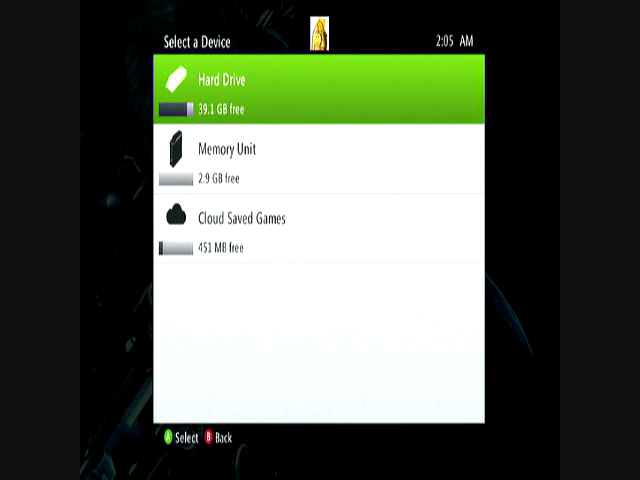 Select a Device
2:05 AM
Hard Drive
39.1 GB free
Memory Unit
2.9 GB free
Cloud Saved Games
451 MB free
A Select B Back